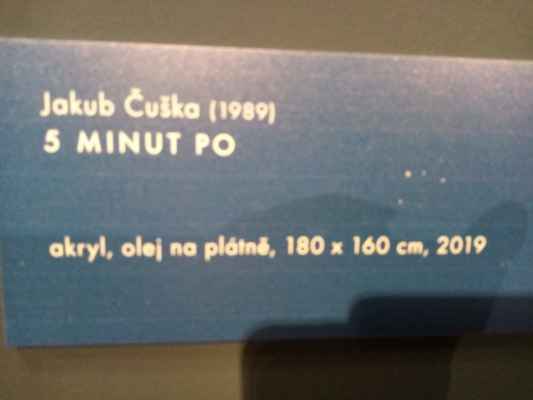 Jakub Čuška (1989)
5 MINUT PO
akryl, olej na plátně, 180 x 160 cm, 2019